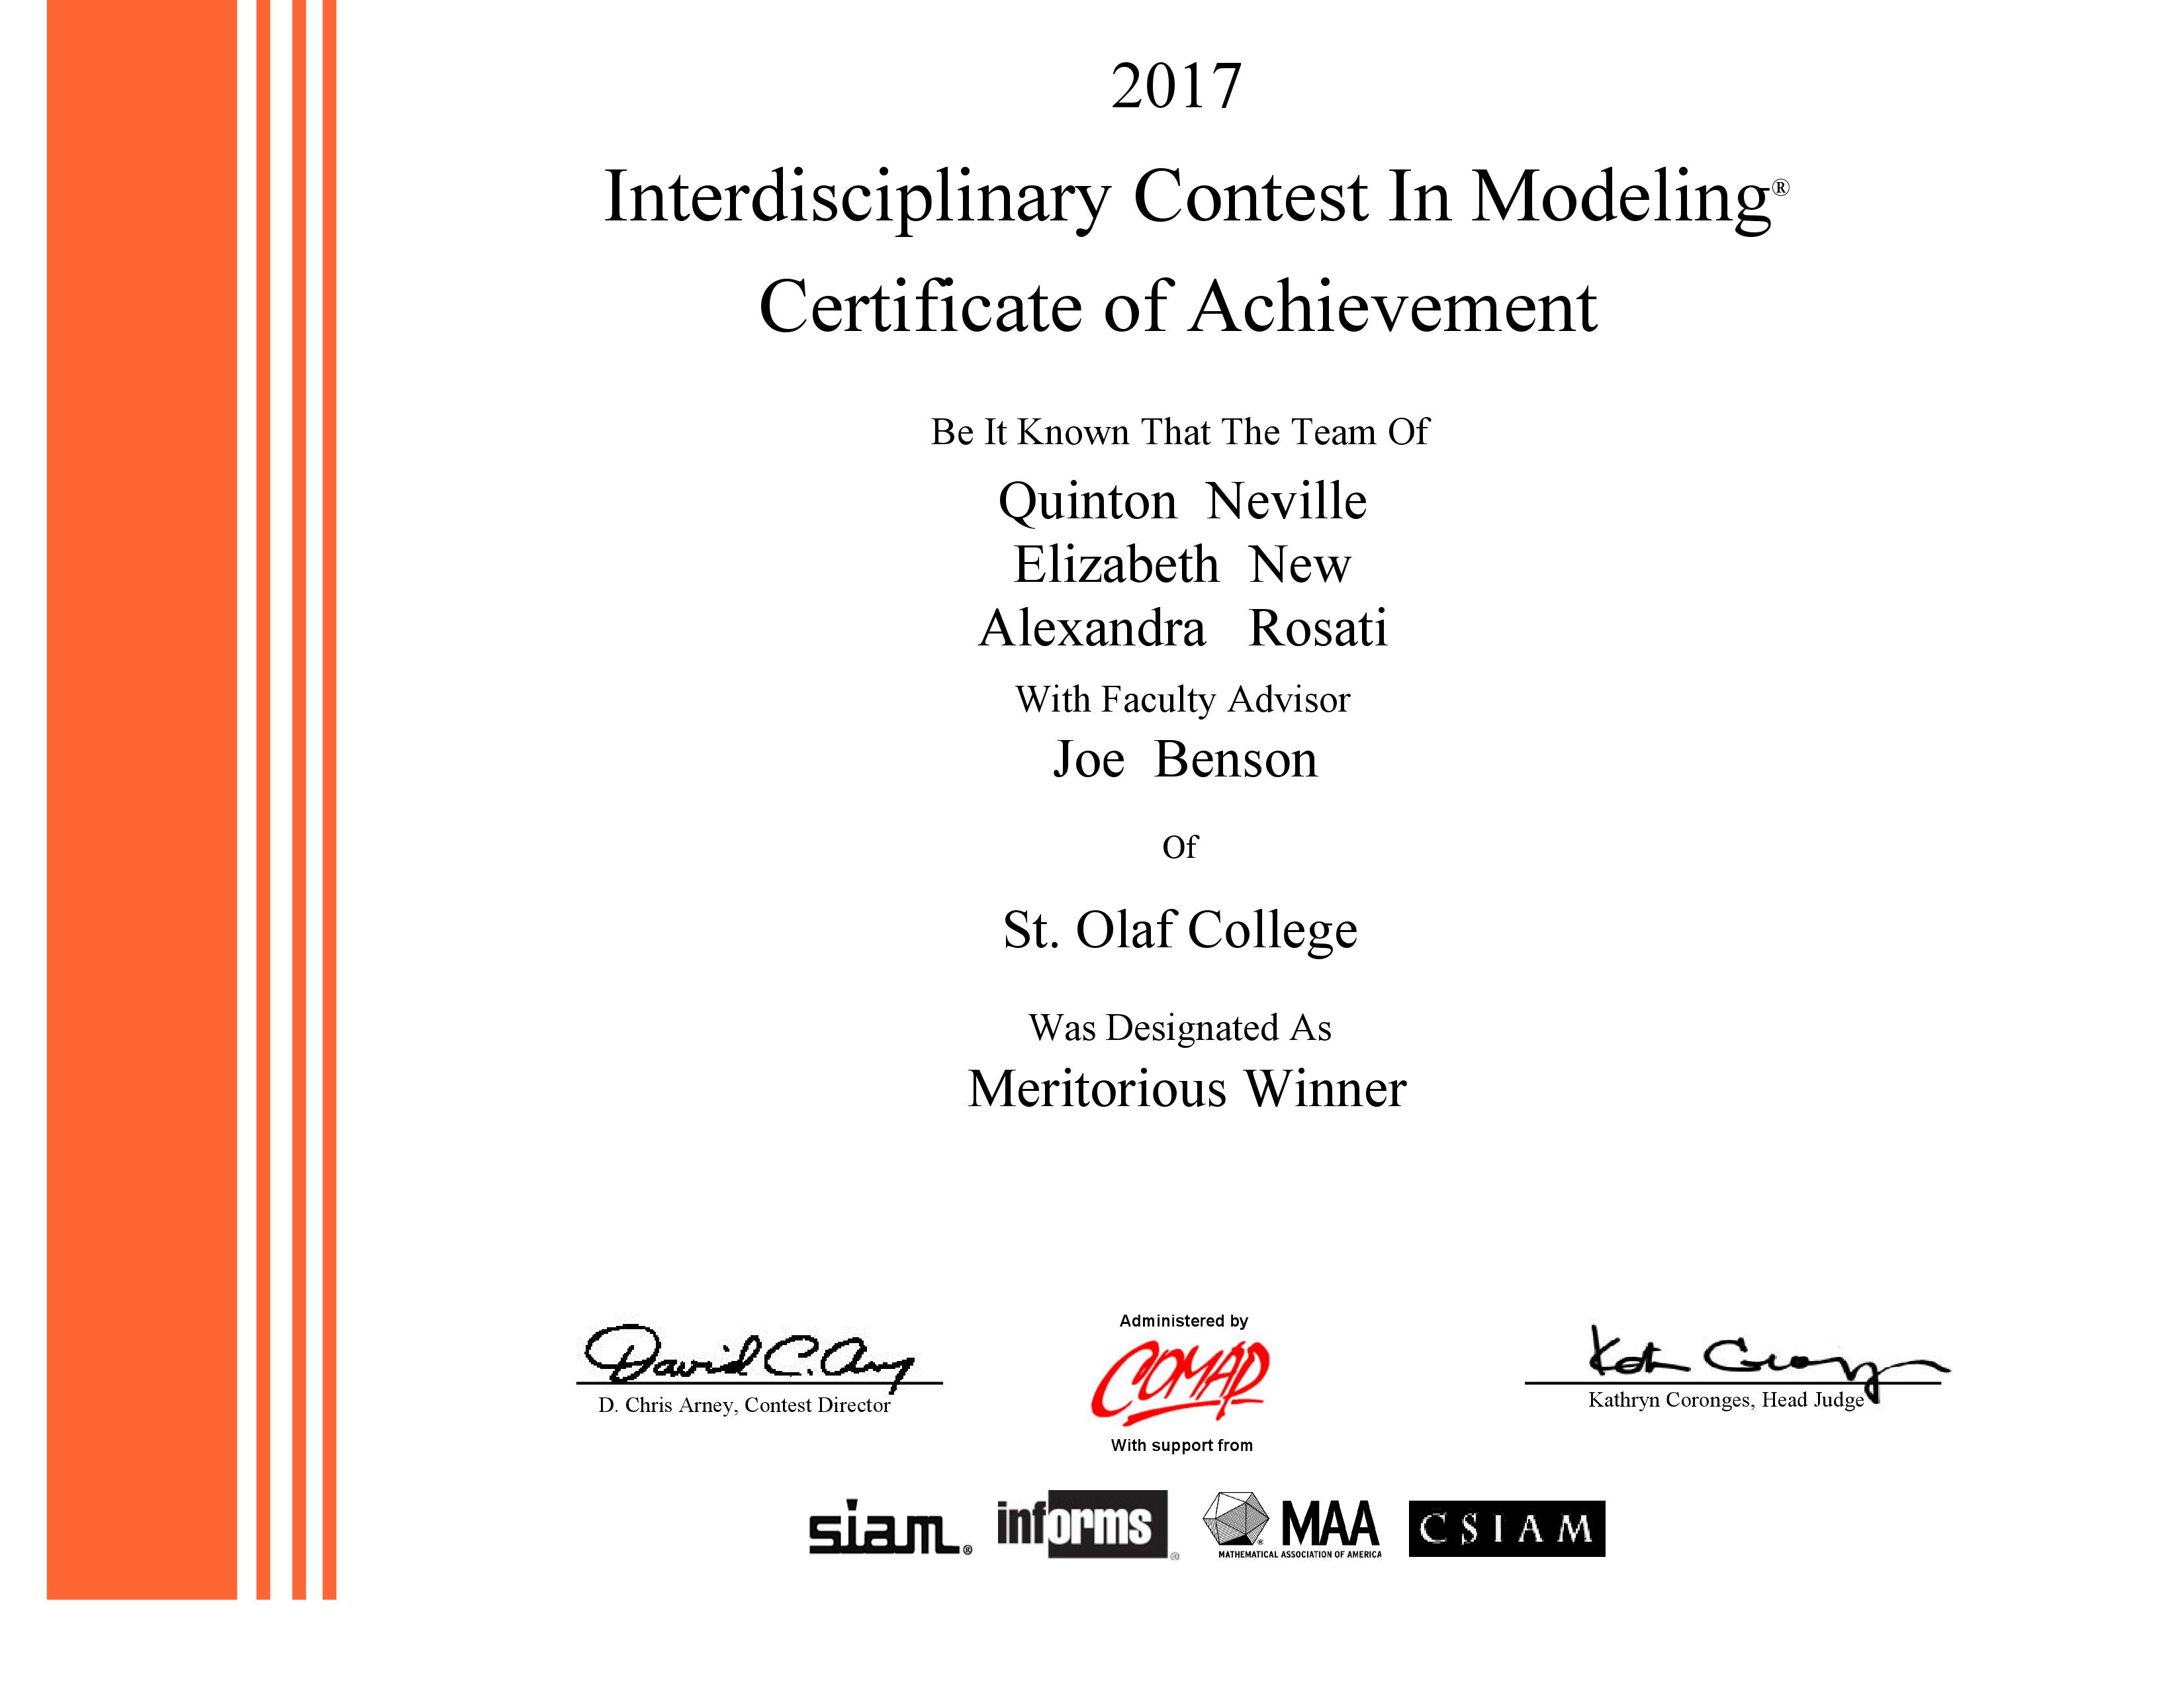 2017
Interdisciplinary Contest In Modeling®
Certificate of Achievement
Be It Known That The Team Of
Quinton Neville
Elizabeth New
Alexandra Rosati
With Faculty Advisor
Joe Benson
Of
St. Olaf College
Was Designated As
Meritorious Winner
David C. Arney
D. Chris Arney, Contest Director
Administered by
COMAP
With support from
Kathryn Coronges, Head Judge
siam®
informs®
MAA
MATHEMATICAL ASSOCIATION OF AMERICA
CSIAM